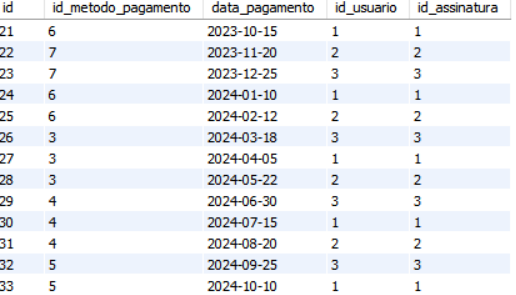 id id_metodo_pagamento data_pagamento id_usuario id_assinatura
21 6 2023-10-15 1 1
22 7 2023-11-20 2 2
23 7 2023-12-25 3 3
24 6 2024-01-10 1 1
25 6 2024-02-12 2 2
26 3 2024-03-18 3 3
27 3 2024-04-05 1 1
28 3 2024-05-22 2 2
29 4 2024-06-30 3 3
30 4 2024-07-15 1 1
31 4 2024-08-20 2 2
32 5 2024-09-25 3 3
33 5 2024-10-10 1 1